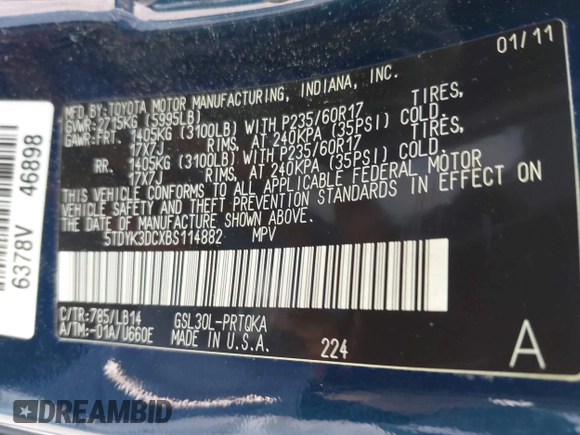 01/11
MFD.BY:TOYOTA MOTOR MANUFACTURING, INDIANA, INC.
GVWR:2715KG (5995LB)
GAWR:FRT. 1405KG (3100LB) WITH P235/60R17 TIRES,
17X7J RIMS, AT 240KPA (35PSI) COLD.
RR. 1405KG (3100LB) WITH P235/60R17 TIRES,
17X7J RIMS, AT 240KPA (35PSI) COLD.
THIS VEHICLE CONFORMS TO ALL APPLICABLE FEDERAL MOTOR
VEHICLE SAFETY AND THEFT PREVENTION STANDARDS IN EFFECT ON
THE DATE OF MANUFACTURE SHOWN ABOVE.
5TDYK3DCXBS114882 MPV
C/TR:785/LB14 GSL30L-PRTQKA
A/TM:-01A/U660E MADE IN U.S.A.
224
A
6378V 46898
DREAMBID